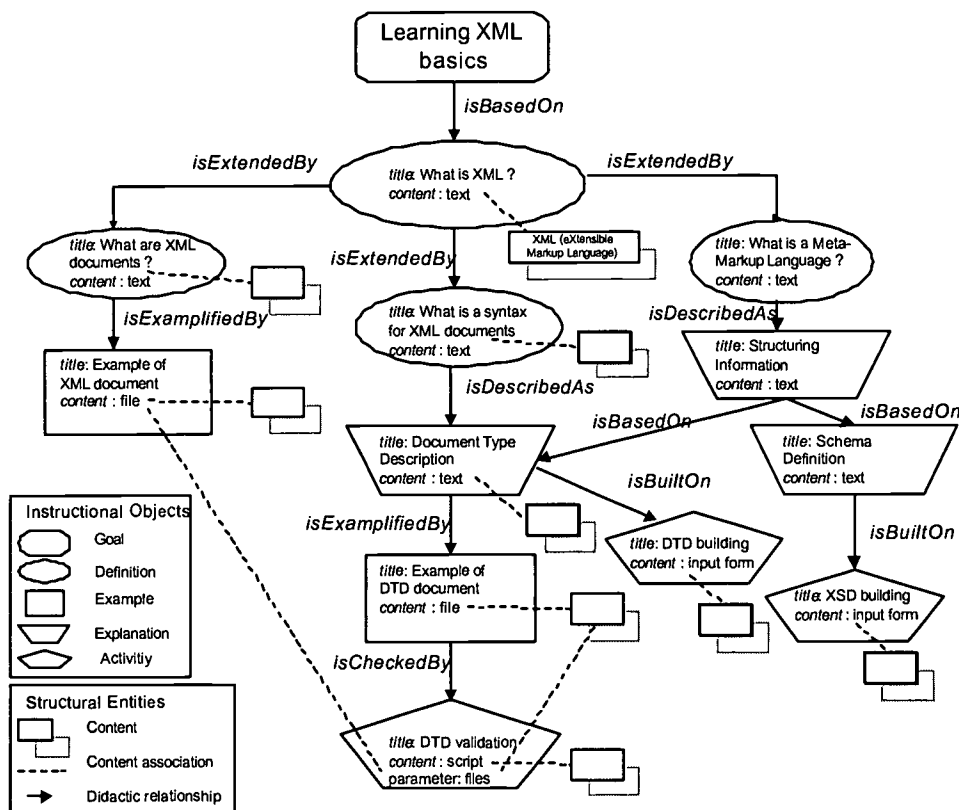 Learning XML
basics
isBasedOn
isExtendedBy
isExtendedBy
title: What is XML ?
content : text
XML (eXtensible
Markup Language)
isExtendedBy
title: What are XML
documents ?
content : text
title: What is a Meta-
Markup Language ?
content : text
isExamplifiedBy
title: What is a syntax
for XML documents
content : text
isDescribedAs
title: Example of
XML document
content : file
title: Structuring
Information
content : text
isDescribedAs
isBasedOn
isBasedOn
title: Document Type
Description
content : text
title: Schema
Definition
content : text
isBuiltOn
isExamplifiedBy
isBuiltOn
title: DTD building
content : input form
title: Example of
DTD document
content : file
title: XSD building
content : input form
isCheckedBy
title: DTD validation
content : script
parameter: files
Instructional Objects
Goal
Definition
Example
Explanation
Activitiy
Structural Entities
Content
Content association
Didactic relationship